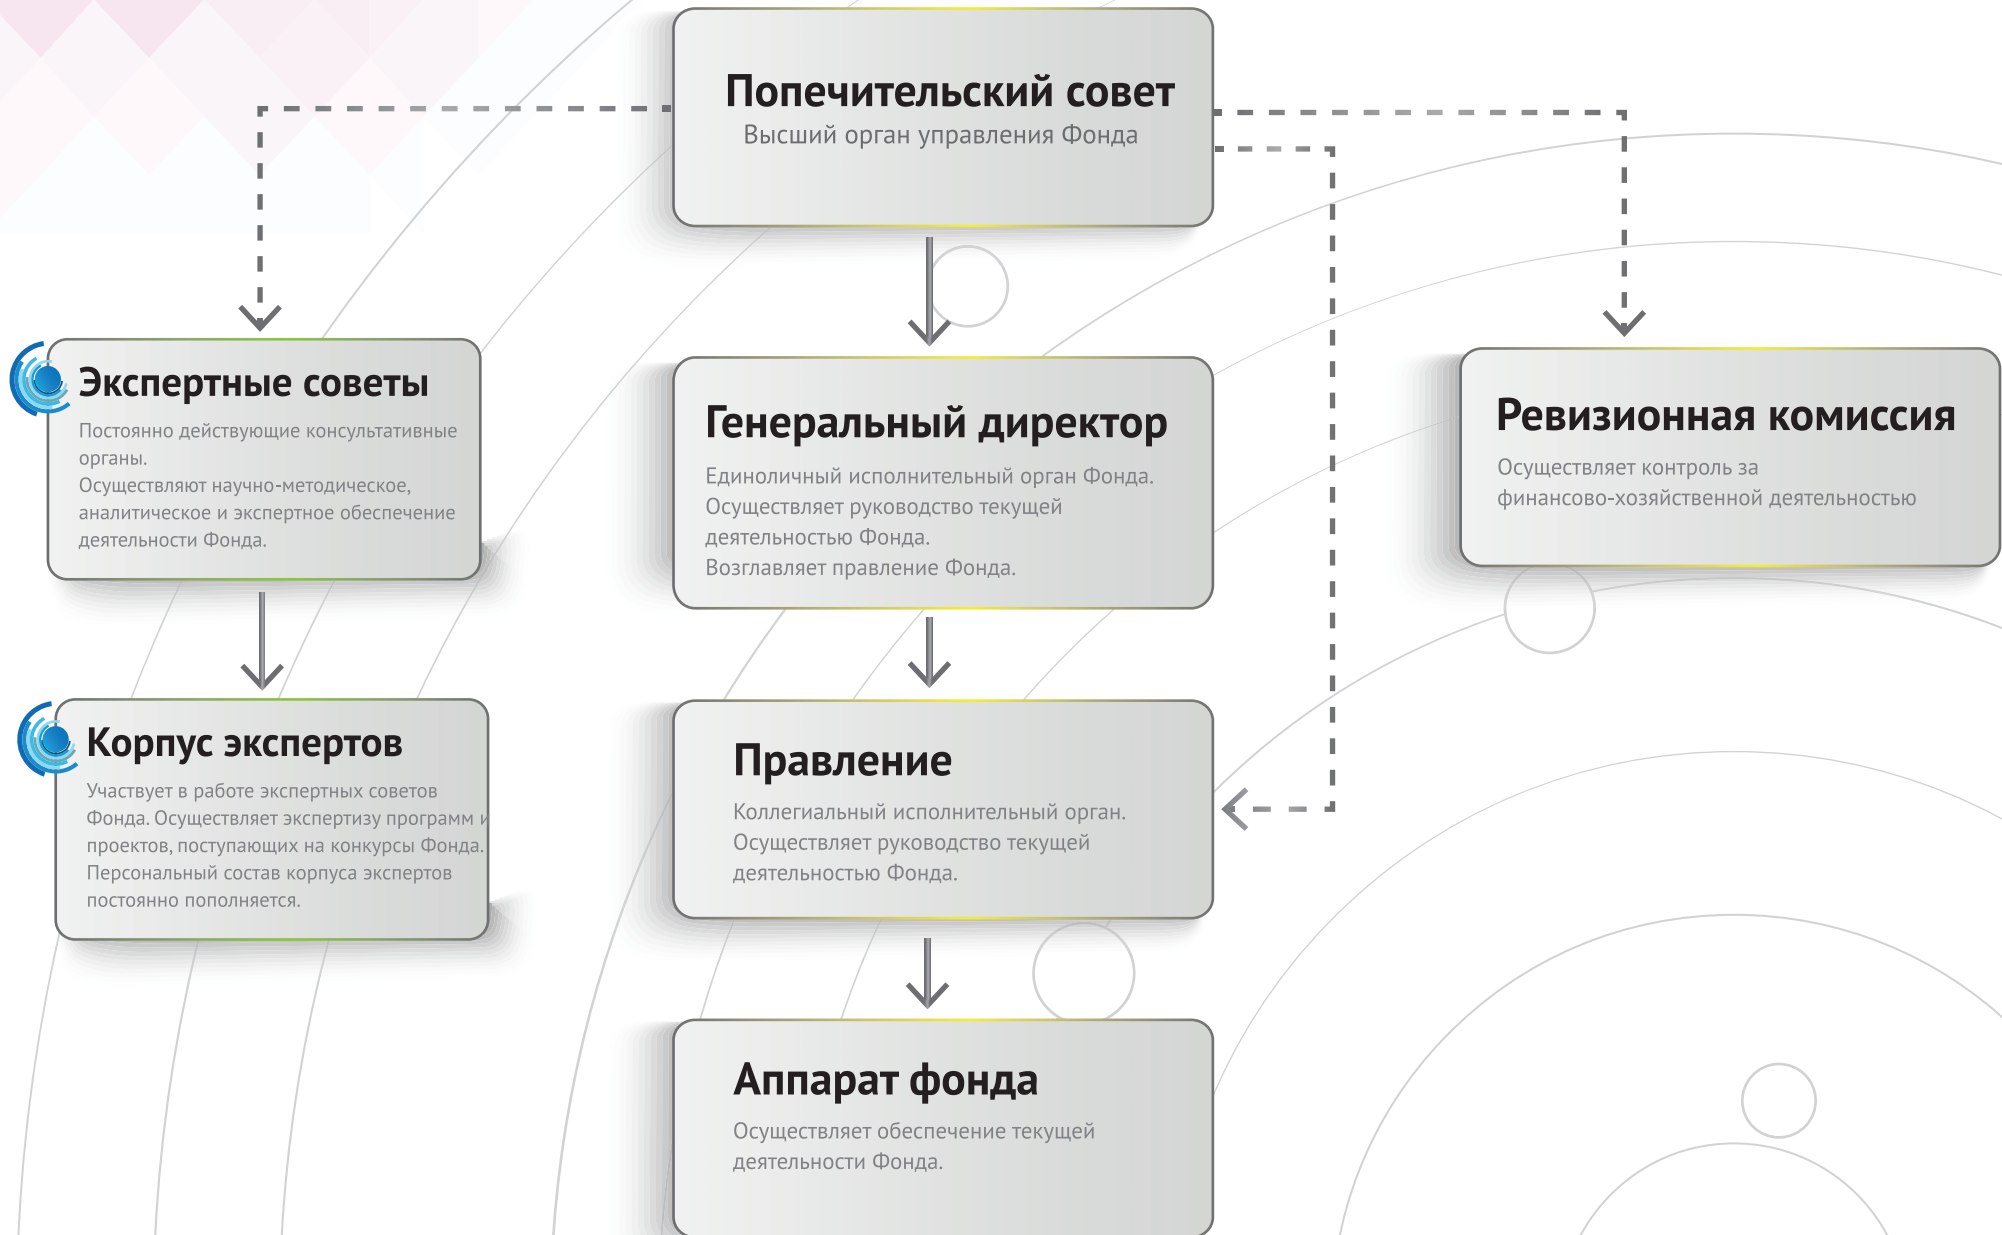 Попечительский совет
Высший орган управления Фонда
Экспертные советы
Постоянно действующие консультативные
органы.
Осуществляют научно-методическое,
аналитическое и экспертное обеспечение
деятельности Фонда.
Корпус экспертов
Участвует в работе экспертных советов
Фонда. Осуществляет экспертизу программ и
проектов, поступающих на конкурсы Фонда.
Персональный состав корпуса экспертов
постоянно пополняется.
Генеральный директор
Единоличный исполнительный орган Фонда.
Осуществляет руководство текущей
деятельностью Фонда.
Возглавляет правление Фонда.
Правление
Коллегиальный исполнительный орган.
Осуществляет руководство текущей
деятельностью Фонда.
Аппарат фонда
Осуществляет обеспечение текущей
деятельности Фонда.
Ревизионная комиссия
Осуществляет контроль за
финансово-хозяйственной деятельностью